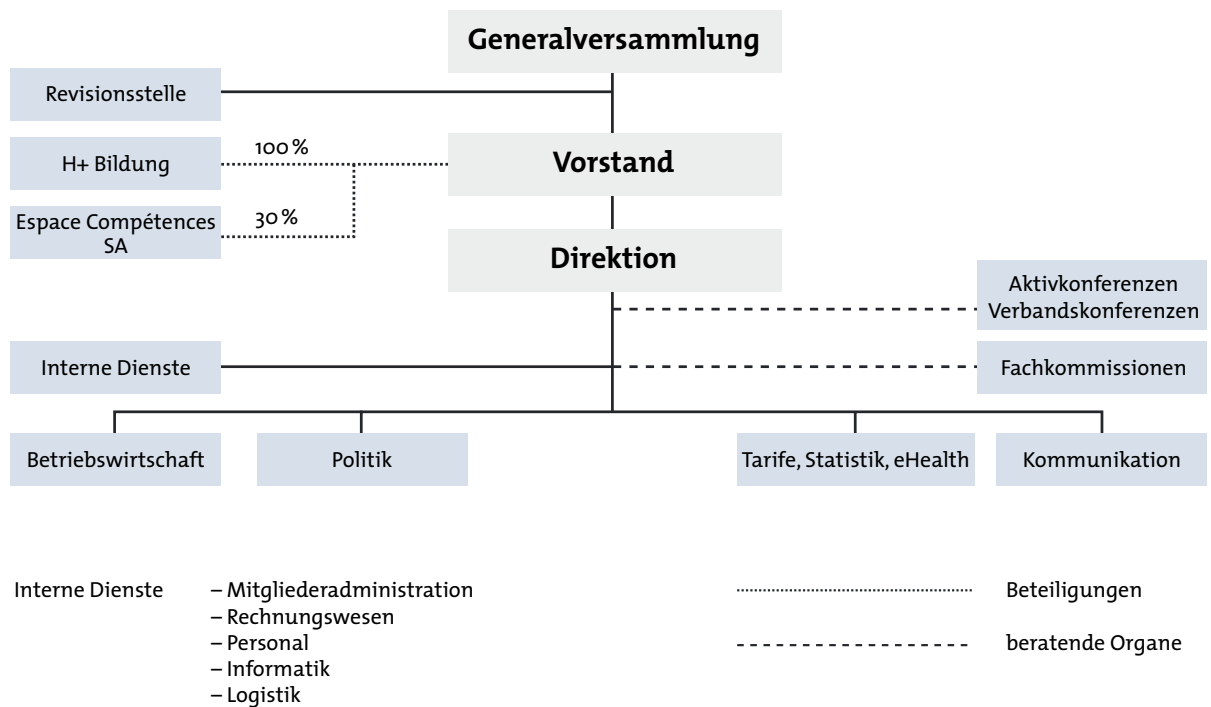 Generalversammlung
Revisionsstelle
H+ Bildung
100 %
Vorstand
Espace Compétences
SA
30 %
Direktion
Aktivkonferenzen
Verbandskonferenzen
Interne Dienste
Fachkommissionen
Betriebswirtschaft
Politik
Tarife, Statistik, eHealth
Kommunikation
Interne Dienste
– Mitgliederadministration
– Rechnungswesen
– Personal
– Informatik
– Logistik
Beteiligungen
beratende Organe